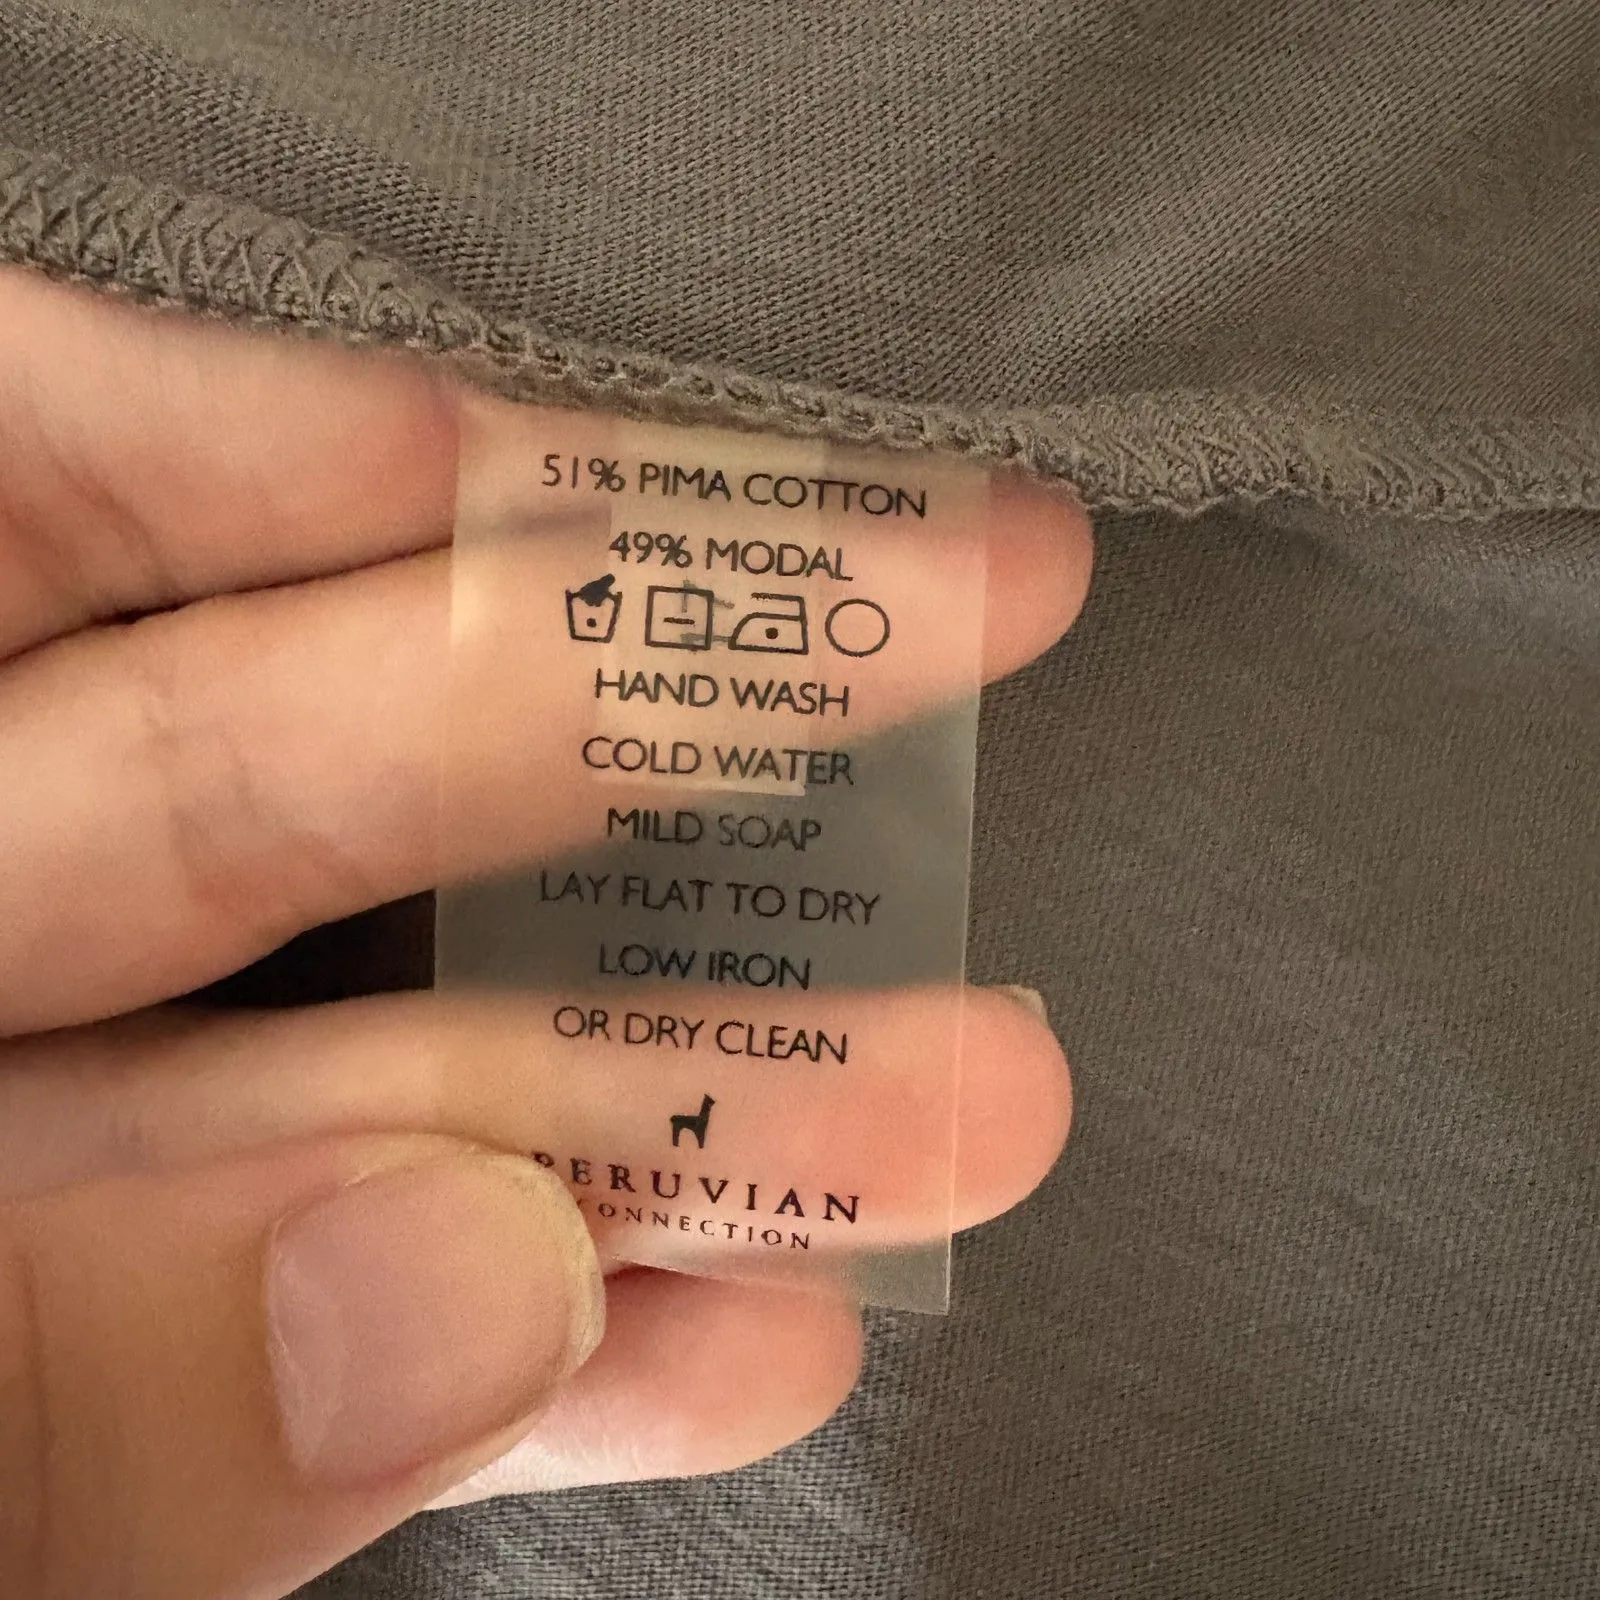 51% PIMA COTTON
49% MODAL
HAND WASH
COLD WATER
MILD SOAP
LAY FLAT TO DRY
LOW IRON
OR DRY CLEAN
PERUVIAN
CONNECTION